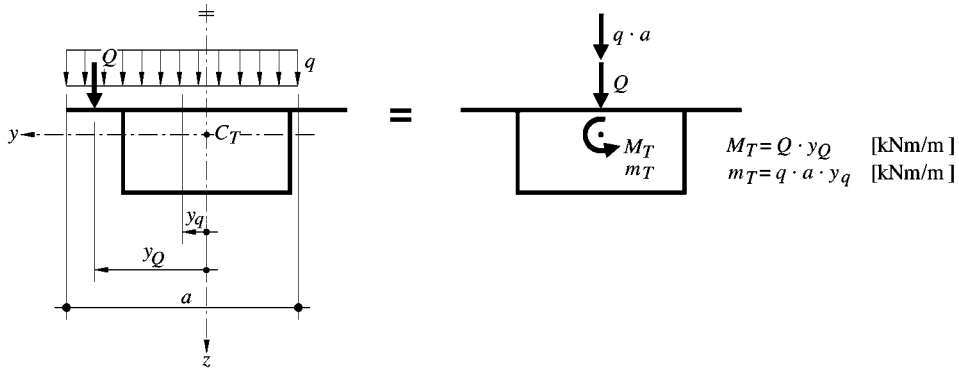 =
Q
q
y
C_T
y_q
y_Q
a
z
=
q · a
Q
M_T
m_T
M_T = Q · y_Q [kNm/m]
m_T = q · a · y_q [kNm/m]